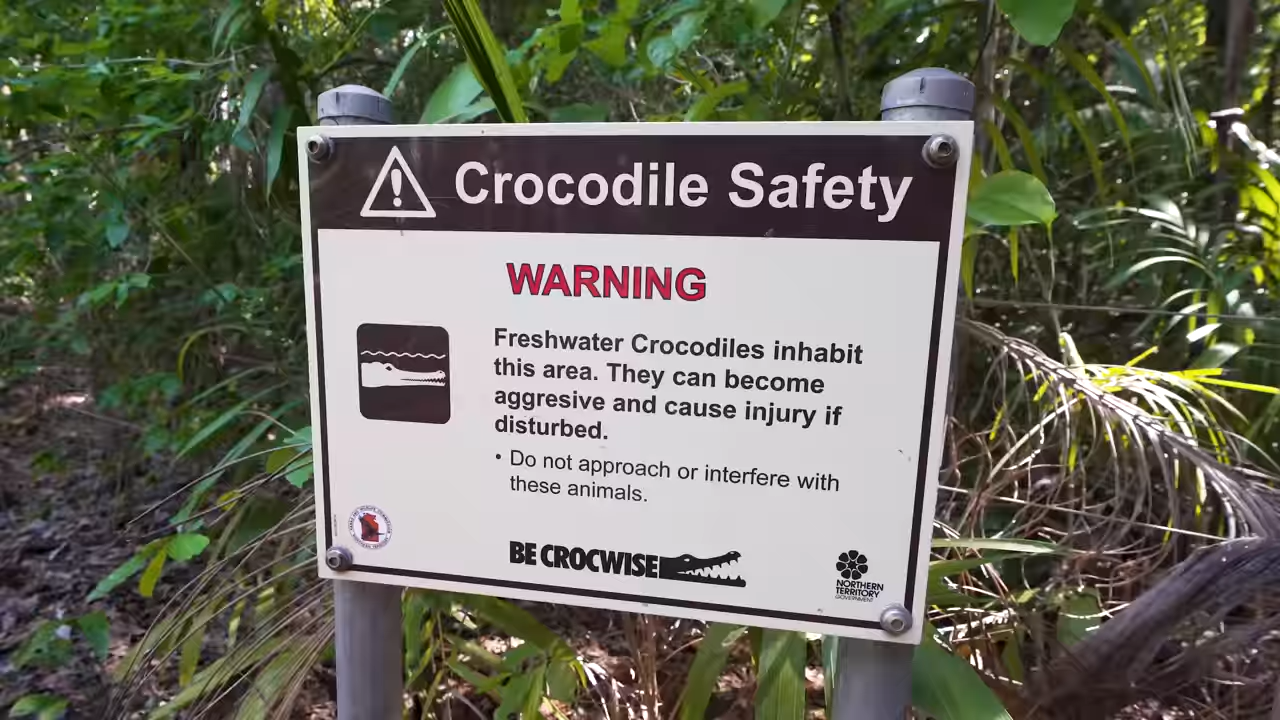 Crocodile Safety
WARNING
Freshwater Crocodiles inhabit
this area. They can become
aggresive and cause injury if
disturbed.
• Do not approach or interfere with
these animals.
BE CROCWISE
NORTHERN
TERRITORY
GOVERNMENT